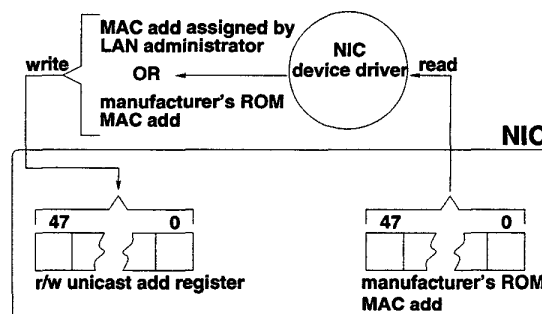 MAC add assigned by
LAN administrator
OR
manufacturer's ROM
MAC add
write
NIC
device driver
read
NIC
47 0
r/w unicast add register
47 0
manufacturer's ROM
MAC add